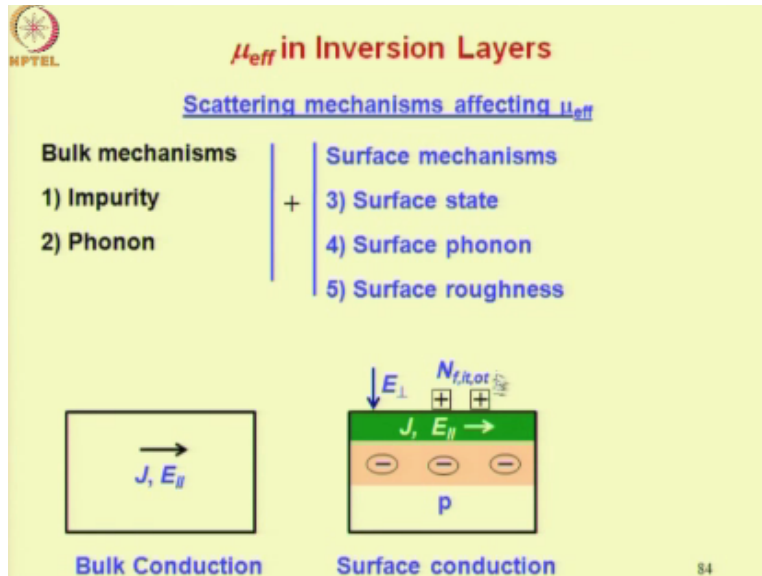 NPTEL
μeff in Inversion Layers
Scattering mechanisms affecting μeff
Bulk mechanisms
1) Impurity
2) Phonon
+
Surface mechanisms
3) Surface state
4) Surface phonon
5) Surface roughness
J, E//
Bulk Conduction
E⊥
Nf,it,ot
+ +
J, E// →
− − −
p
Surface conduction
84